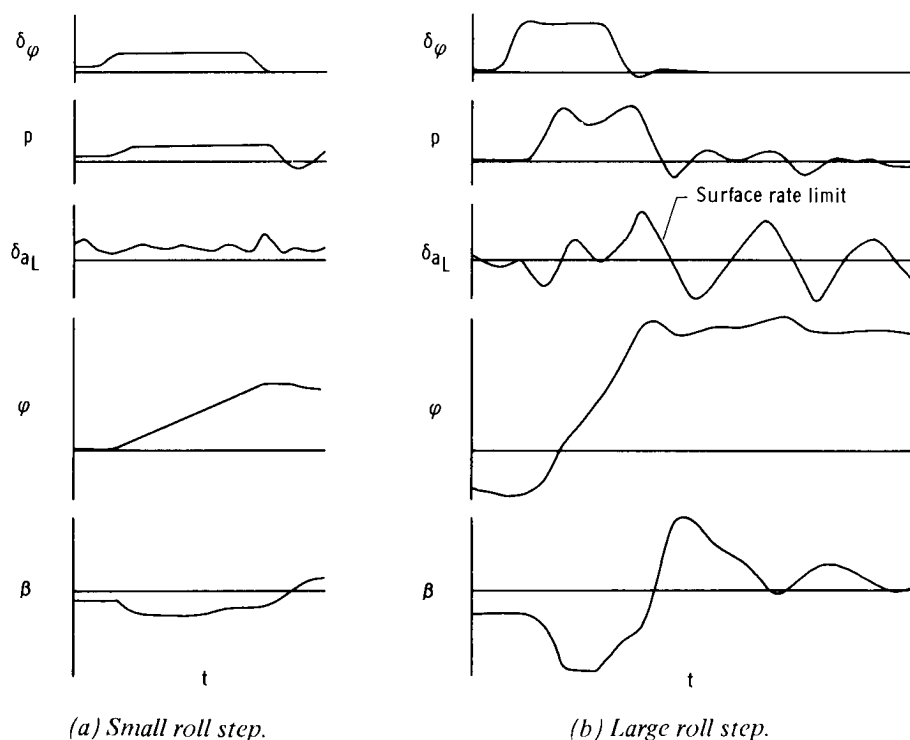 δφ
p
δaL
φ
β
t
(a) Small roll step.
δφ
p
Surface rate limit
δaL
φ
β
t
(b) Large roll step.